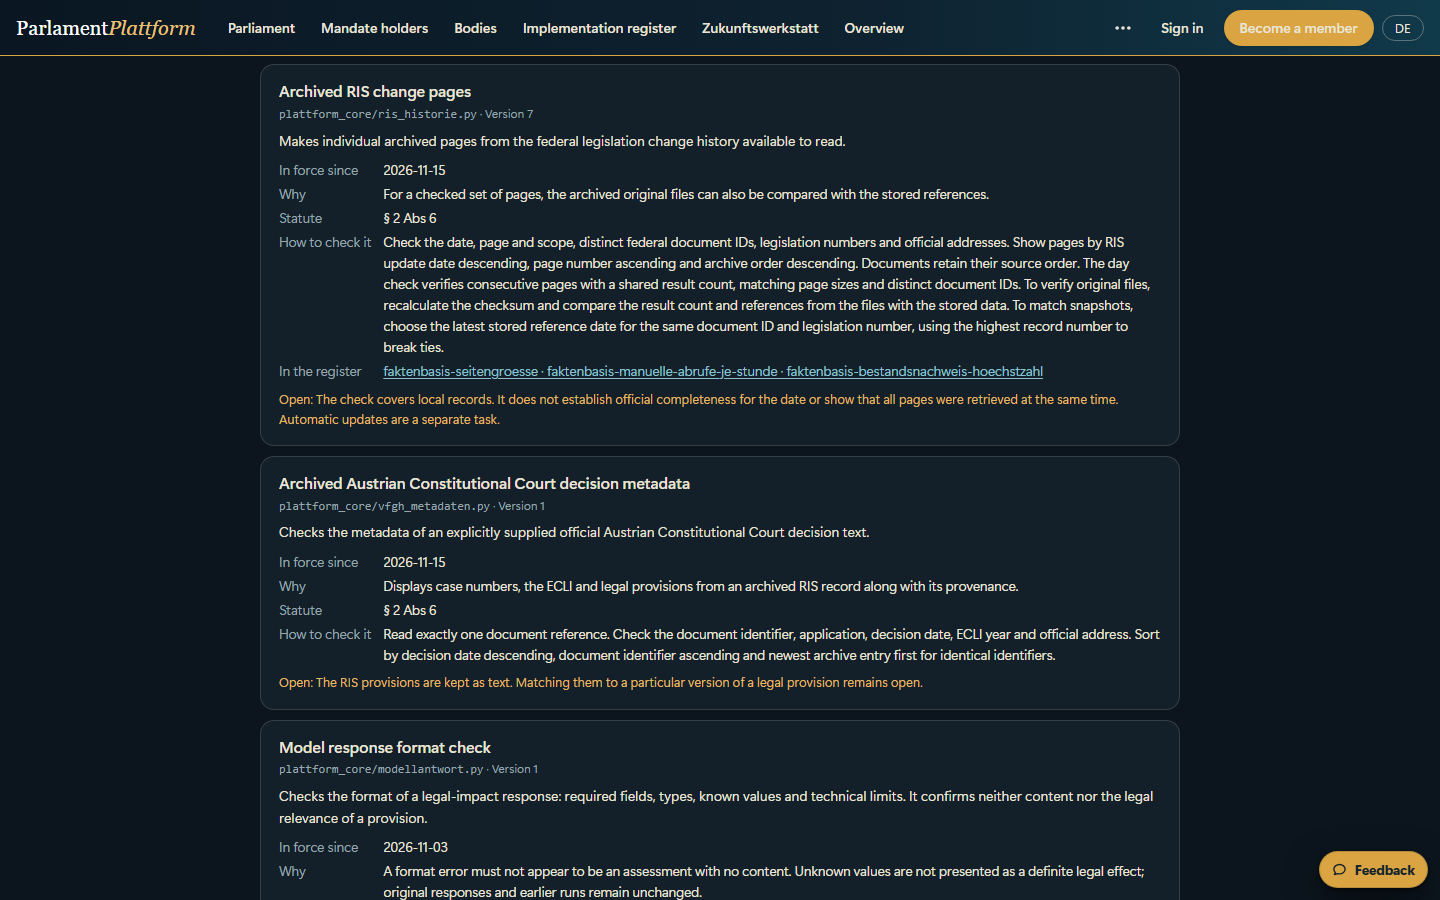 ParlamentPlattform Parliament Mandate holders Bodies Implementation register Zukunftswerkstatt Overview ••• Sign in Become a member DE
Archived RIS change pages
plattform_core/ris_historie.py · Version 7
Makes individual archived pages from the federal legislation change history available to read.
In force since 2026-11-15
Why For a checked set of pages, the archived original files can also be compared with the stored references.
Statute § 2 Abs 6
How to check it Check the date, page and scope, distinct federal document IDs, legislation numbers and official addresses. Show pages by RIS
update date descending, page number ascending and archive order descending. Documents retain their source order. The day
check verifies consecutive pages with a shared result count, matching page sizes and distinct document IDs. To verify original files,
recalculate the checksum and compare the result count and references from the files with the stored data. To match snapshots,
choose the latest stored reference date for the same document ID and legislation number, using the highest record number to
break ties.
In the register faktenbasis-seitengroesse · faktenbasis-manuelle-abrufe-je-stunde · faktenbasis-bestandsnachweis-hoechstzahl
Open: The check covers local records. It does not establish official completeness for the date or show that all pages were retrieved at the same time.
Automatic updates are a separate task.
Archived Austrian Constitutional Court decision metadata
plattform_core/vfgh_metadaten.py · Version 1
Checks the metadata of an explicitly supplied official Austrian Constitutional Court decision text.
In force since 2026-11-15
Why Displays case numbers, the ECLI and legal provisions from an archived RIS record along with its provenance.
Statute § 2 Abs 6
How to check it Read exactly one document reference. Check the document identifier, application, decision date, ECLI year and official address. Sort
by decision date descending, document identifier ascending and newest archive entry first for identical identifiers.
Open: The RIS provisions are kept as text. Matching them to a particular version of a legal provision remains open.
Model response format check
plattform_core/modellantwort.py · Version 1
Checks the format of a legal-impact response: required fields, types, known values and technical limits. It confirms neither content nor the legal
relevance of a provision.
In force since 2026-11-03
Why A format error must not appear to be an assessment with no content. Unknown values are not presented as a definite legal effect;
original responses and earlier runs remain unchanged.
Feedback